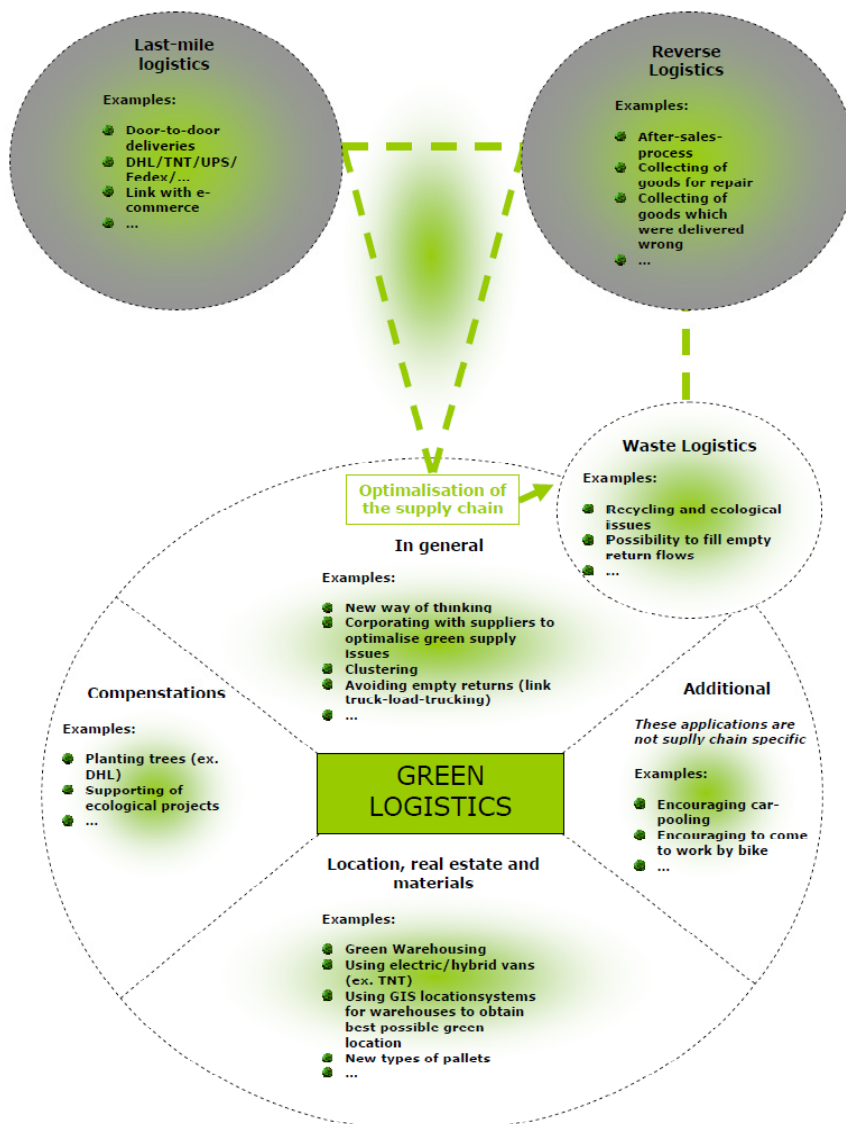 Last-mile
logistics
Examples:
Door-to-door
deliveries
DHL/TNT/UPS/
Fedex/...
Link with e-
commerce
...
Reverse
Logistics
Examples:
After-sales-
process
Collecting of
goods for repair
Collecting of
goods which
were delivered
wrong
...
Waste Logistics
Examples:
Recycling and ecological
issues
Possibility to fill empty
return flows
...
Optimalisation of
the supply chain
In general
Examples:
New way of thinking
Corporating with suppliers to
optimalise green supply
issues
Clustering
Avoiding empty returns (link
truck-load-trucking)
...
Compenstations
Examples:
Planting trees (ex.
DHL)
Supporting of
ecological projects
...
GREEN
LOGISTICS
Additional
These applications are
not suplly chain specific
Examples:
Encouraging car-
pooling
Encouraging to come
to work by bike
...
Location, real estate and
materials
Examples:
Green Warehousing
Using electric/hybrid vans
(ex. TNT)
Using GIS locationsystems
for warehouses to obtain
best possible green
location
New types of pallets
...